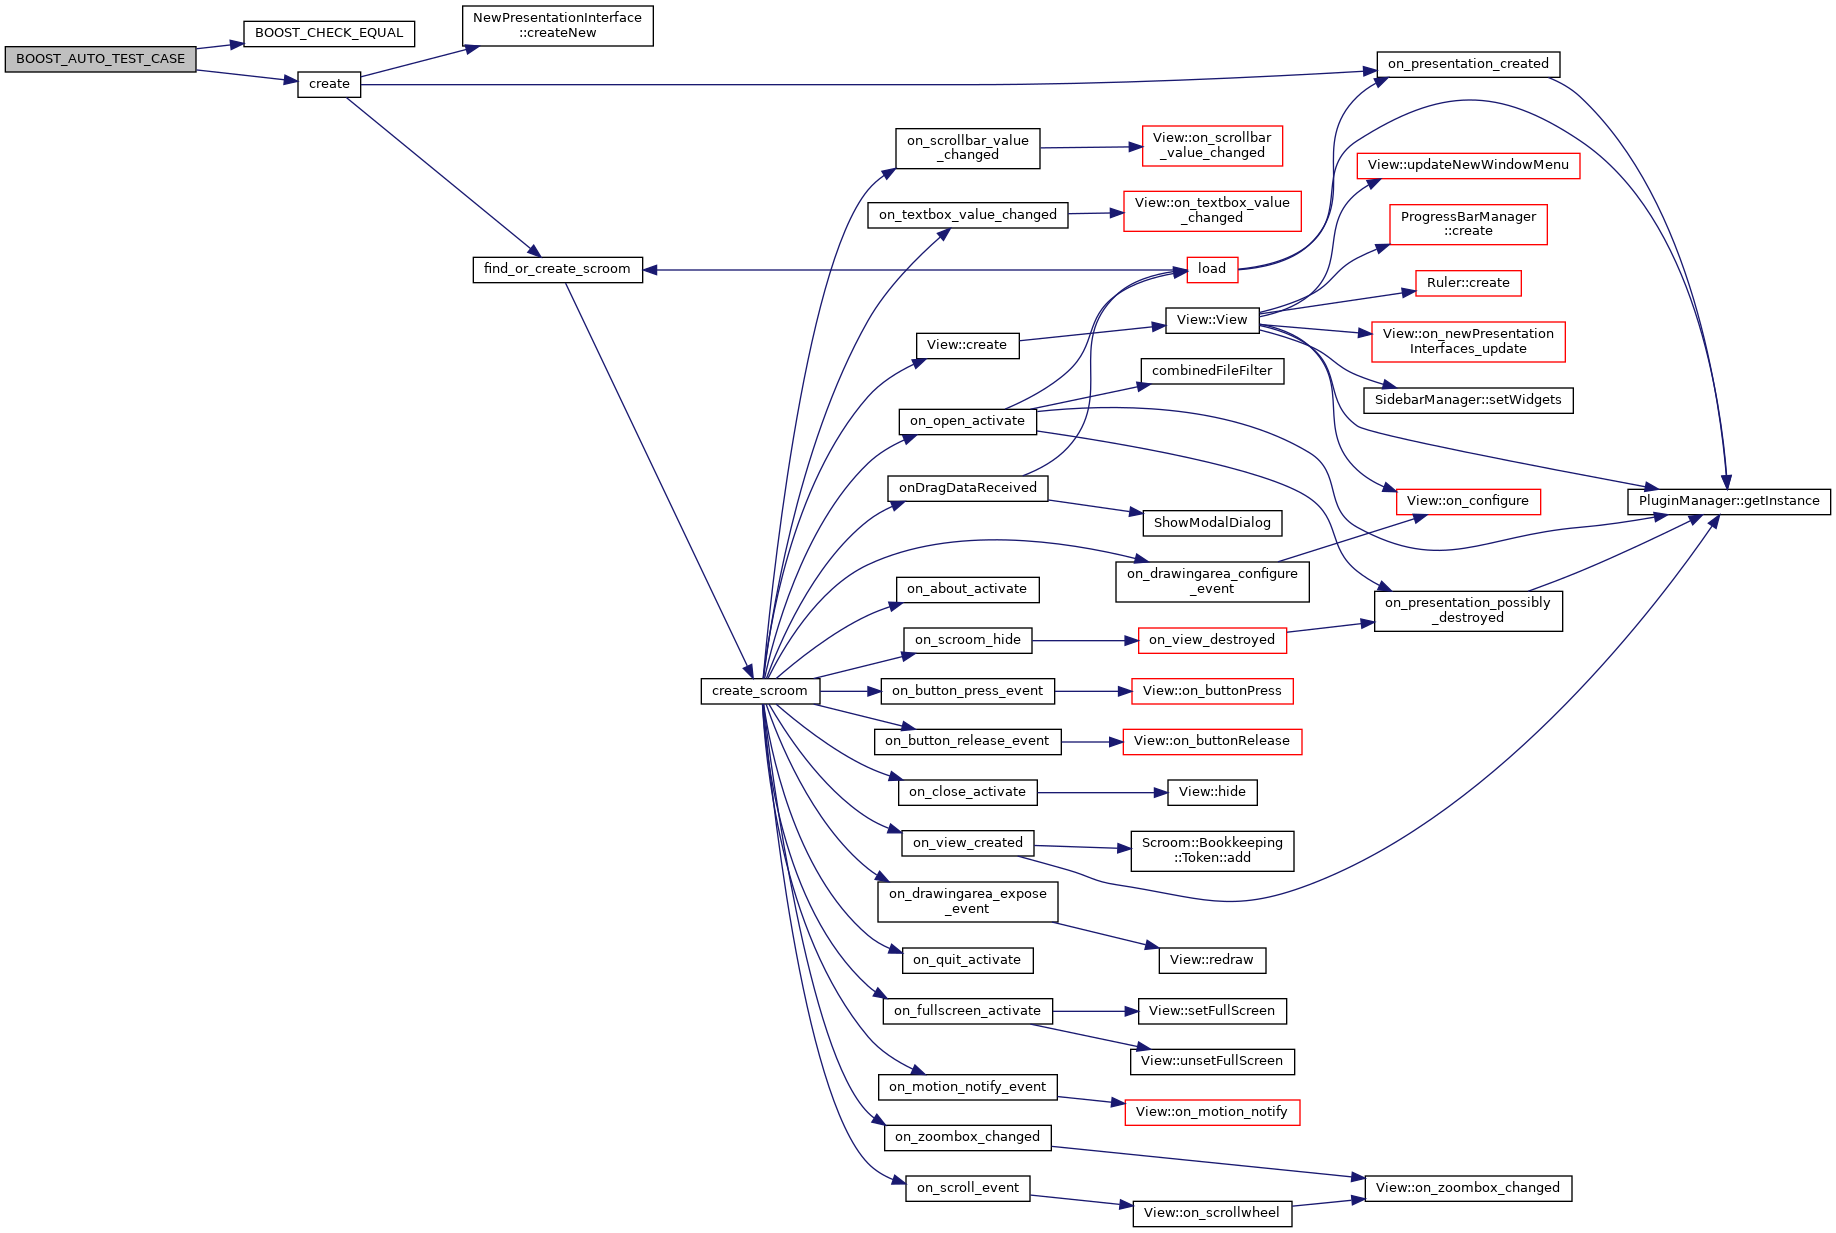 BOOST_AUTO_TEST_CASE
BOOST_CHECK_EQUAL
create
NewPresentationInterface
::createNew
find_or_create_scroom
create_scroom
on_scrollbar_value
_changed
on_textbox_value_changed
View::create
on_open_activate
onDragDataReceived
on_about_activate
on_scroom_hide
on_button_press_event
on_button_release_event
on_close_activate
on_view_created
on_drawingarea_expose
_event
on_quit_activate
on_fullscreen_activate
on_motion_notify_event
on_zoombox_changed
on_scroll_event
View::on_scrollbar
_value_changed
View::on_textbox_value
_changed
load
View::View
combinedFileFilter
ShowModalDialog
on_drawingarea_configure
_event
on_view_destroyed
View::on_buttonPress
View::on_buttonRelease
View::hide
Scroom::Bookkeeping
::Token::add
View::redraw
View::setFullScreen
View::unsetFullScreen
View::on_motion_notify
View::on_scrollwheel
on_presentation_created
View::updateNewWindowMenu
ProgressBarManager
::create
Ruler::create
View::on_newPresentation
Interfaces_update
SidebarManager::setWidgets
View::on_configure
on_presentation_possibly
_destroyed
View::on_zoombox_changed
PluginManager::getInstance